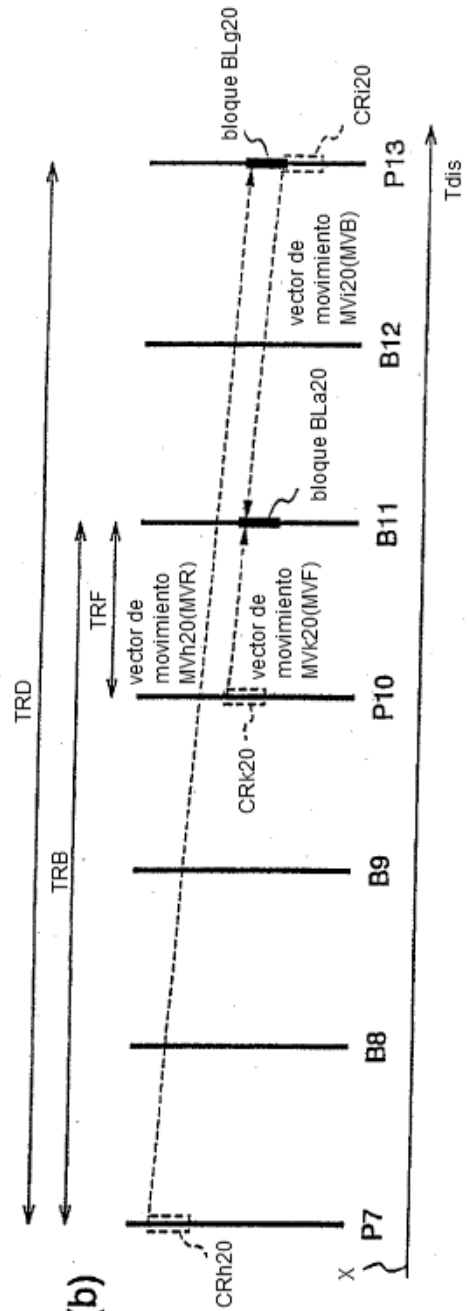 (b)
TRD
TRB
TRF
vector de
movimiento
MVh20(MVR)
vector de
movimiento
MVk20(MVF)
vector de
movimiento
MVi20(MVB)
bloque BLg20
CRi20
bloque BLa20
CRk20
CRh20
P7
B8
B9
P10
B11
B12
P13
X
Tdis